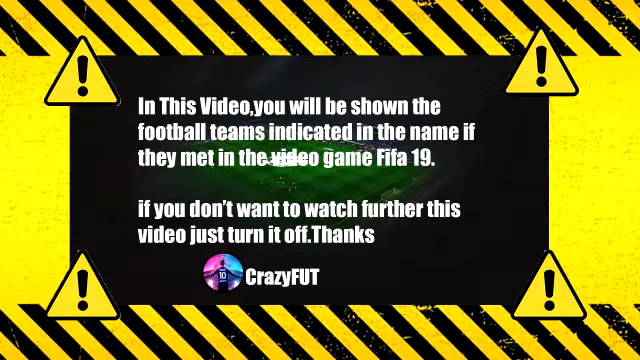 In This Video,you will be shown the
football teams indicated in the name if
they met in the video game Fifa 19.
if you don't want to watch further this
video just turn it off.Thanks
10
CrazyFUT